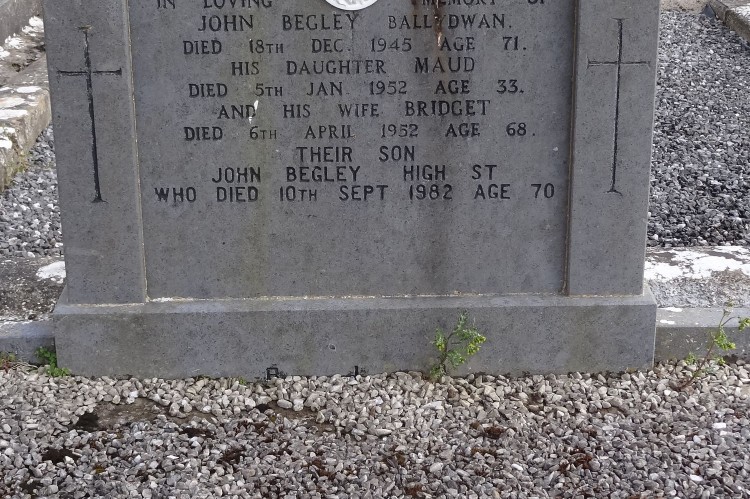 IN LOVING MEMORY OF
JOHN BEGLEY BALLYDWAN.
DIED 18TH DEC. 1945 AGE 71.
HIS DAUGHTER MAUD
DIED 5TH JAN. 1952 AGE 33.
AND HIS WIFE BRIDGET
DIED 6TH APRIL 1952 AGE 68.
THEIR SON
JOHN BEGLEY HIGH ST
WHO DIED 10TH SEPT 1982 AGE 70